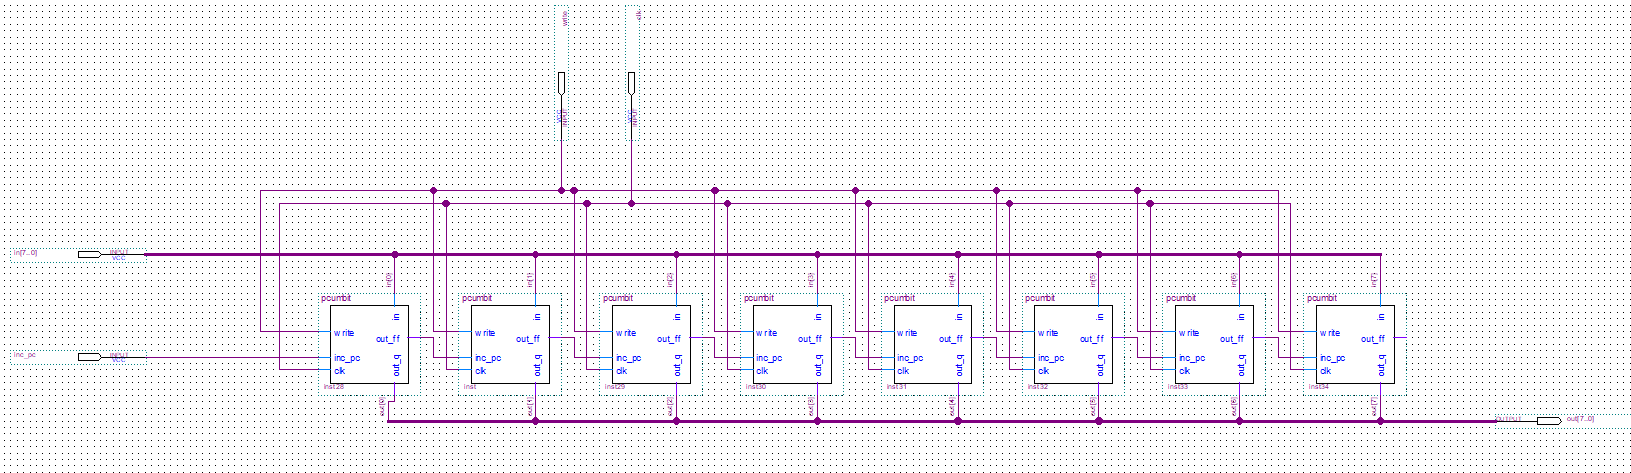 write
clk
VCC
INPUT
VCC
INPUT
in[7..0]
INPUT
VCC
in[0]
in[1]
in[2]
in[3]
in[4]
in[5]
in[6]
in[7]
pcumbit
pcumbit
pcumbit
pcumbit
pcumbit
pcumbit
pcumbit
pcumbit
in
in
in
in
in
in
in
in
write
write
write
write
write
write
write
write
out_ff
out_ff
out_ff
out_ff
out_ff
out_ff
out_ff
out_ff
inc_pc
INPUT
VCC
inc_pc
inc_pc
inc_pc
inc_pc
inc_pc
inc_pc
inc_pc
inc_pc
out_q
out_q
out_q
out_q
out_q
out_q
out_q
out_q
clk
clk
clk
clk
clk
clk
clk
clk
inst28
inst
inst29
inst30
inst31
inst32
inst33
inst34
out[0]
out[1]
out[2]
out[3]
out[4]
out[5]
out[6]
out[7]
OUTPUT
out[7..0]